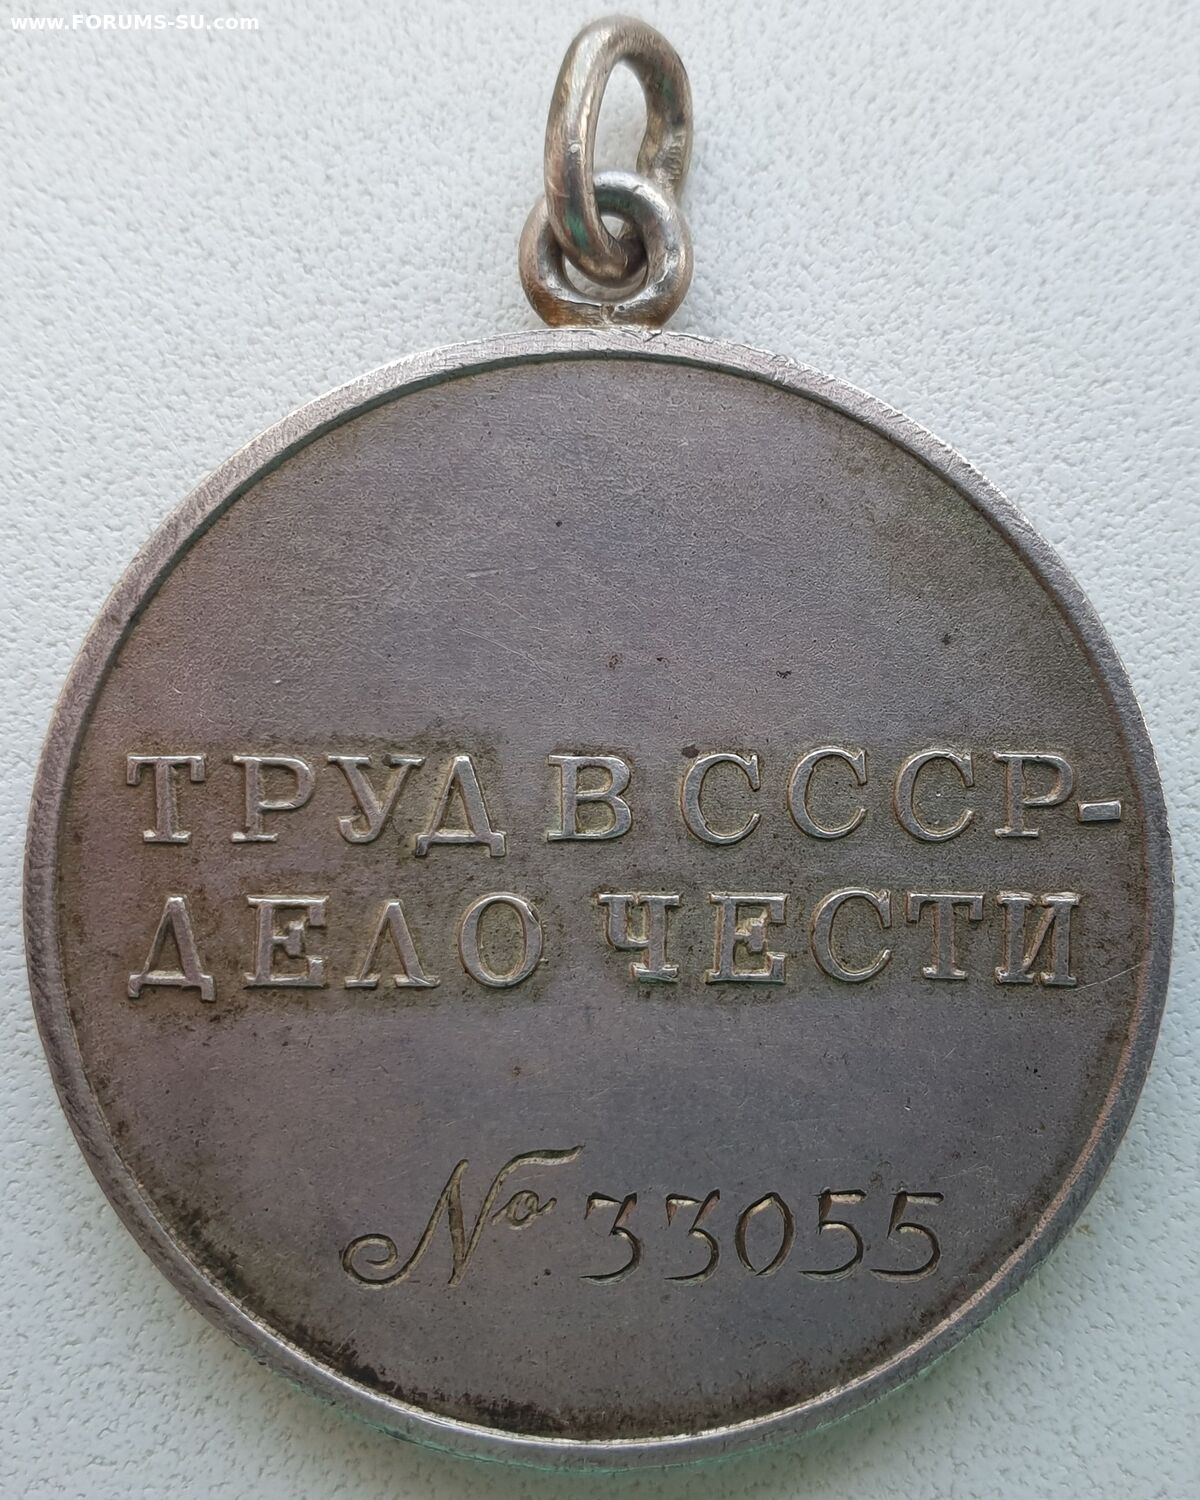 www.FORUMS-SU.com
ТРУД В СССР-
ДЕЛО ЧЕСТИ
№ 33055